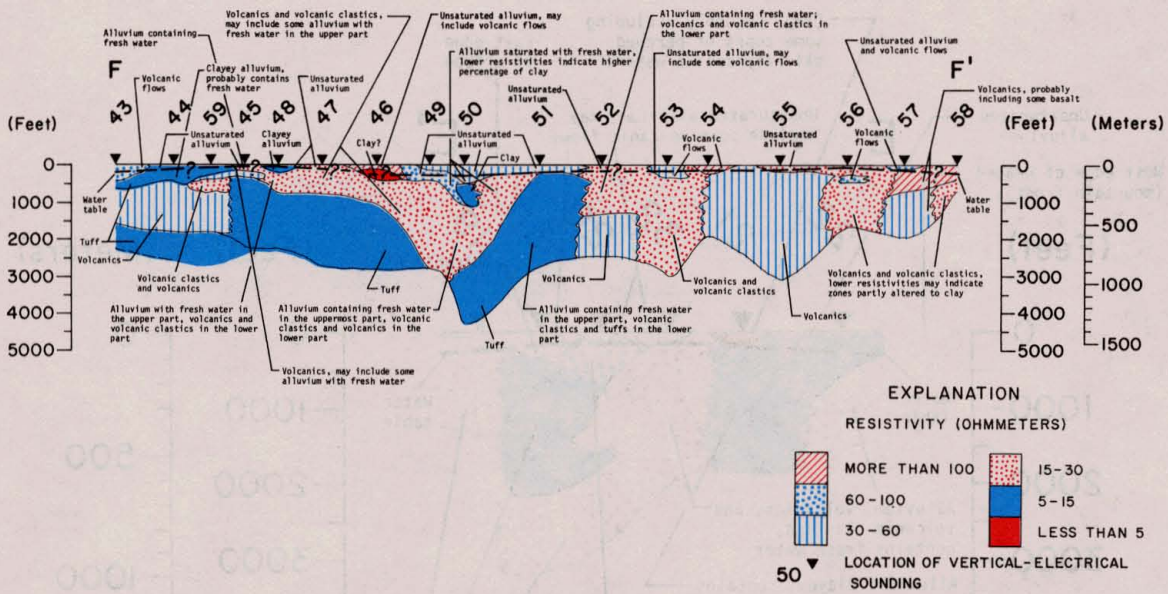 Volcanics and volcanic clastics,
may include some alluvium with
fresh water in the upper part
Unsaturated alluvium, may
include volcanic flows
Alluvium containing fresh water;
volcanics and volcanic clastics in
the lower part
Alluvium containing
fresh water
Alluvium saturated with fresh water,
lower resistivities indicate higher
percentage of clay
Unsaturated alluvium, may
include some volcanic flows
Unsaturated alluvium
and volcanic flows
F
Clayey alluvium,
probably contains
fresh water
Volcanic
flows
Unsaturated
alluvium
Unsaturated
alluvium
F'
Volcanics, probably
including some basalt
43 44 59 45 48 47 46 49 50 51 52 53 54 55 56 57 58
(Feet)
(Feet) (Meters)
Unsaturated
alluvium
Clayey
alluvium
Clay?
Unsaturated
alluvium
Clay
Volcanic
flows
Unsaturated
alluvium
Volcanic
flows
0
1000
2000
3000
4000
5000
? ? ? ? ?
Water
table
Tuff
Volcanics
Volcanic clastics
and volcanics
Alluvium with fresh water in
the upper part, volcanics and
volcanic clastics in the lower
part
Volcanics, may include some
alluvium with fresh water
Alluvium containing fresh water
in the uppermost part, volcanic
clastics and volcanics in the
lower part
Tuff
Tuff
Alluvium containing fresh water
in the upper part, volcanic
clastics and tuffs in the lower
part
Volcanics
Volcanics and
volcanic clastics
Volcanics
Volcanics and volcanic clastics,
lower resistivities may indicate
zones partly altered to clay
Water
table
0
1000
2000
3000
4000
5000
0
500
1000
1500
EXPLANATION
RESISTIVITY (OHMMETERS)
MORE THAN 100
60-100
30-60
15-30
5-15
LESS THAN 5
50 LOCATION OF VERTICAL-ELECTRICAL
SOUNDING